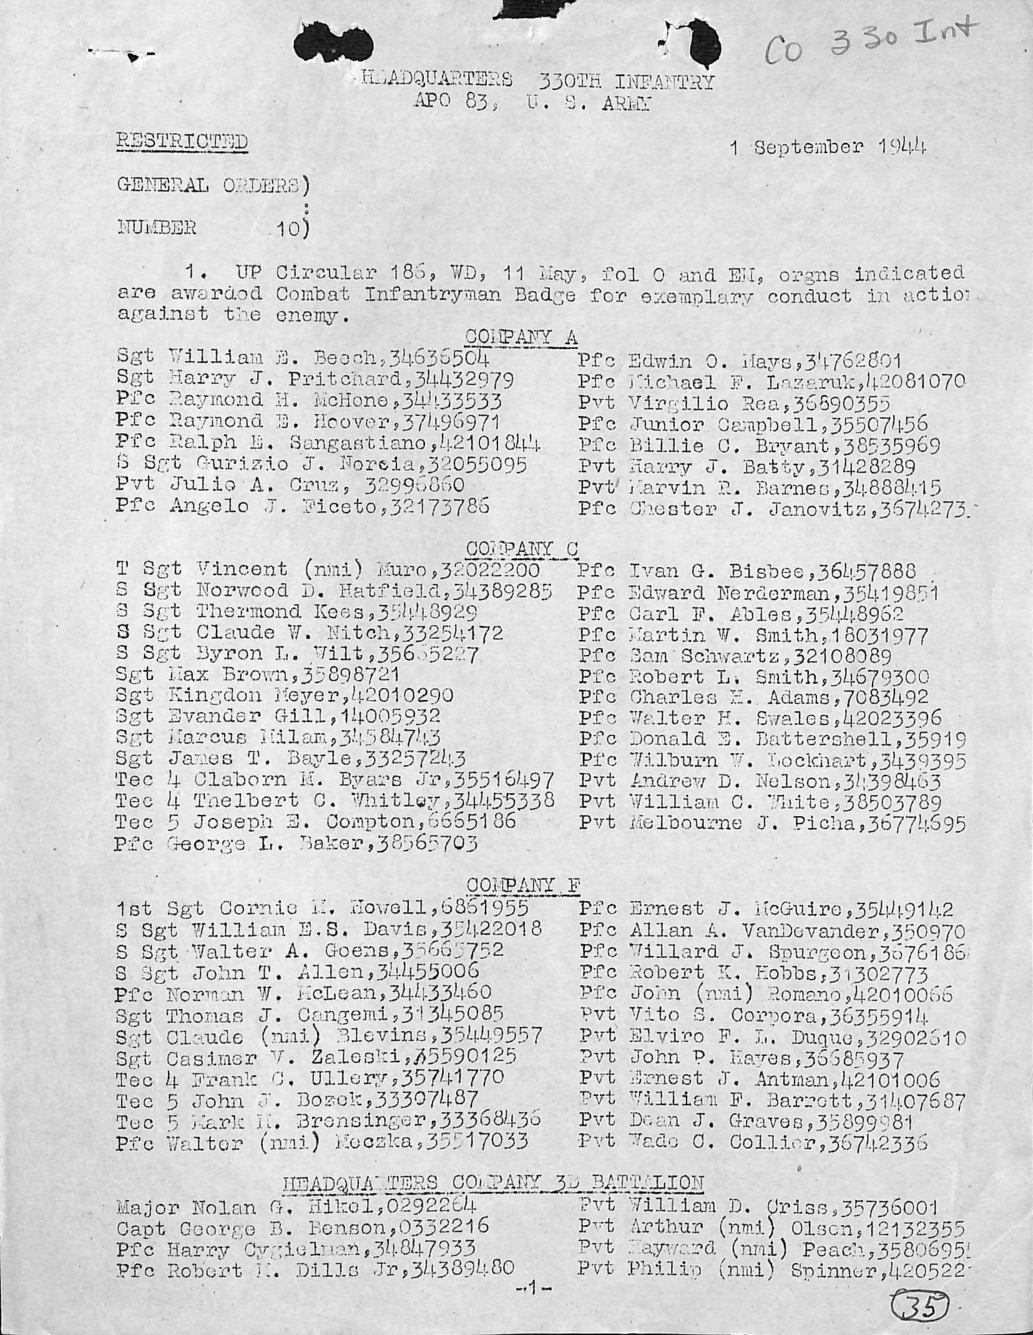 Co 330 Int
HEADQUARTERS 330TH INFANTRY
APO 83, U. S. ARMY
RESTRICTED
1 September 1944
GENERAL ORDERS)
:
NUMBER 10)
1. UP Circular 186, WD, 11 May, fol O and EM, orgns indicated
are awarded Combat Infantryman Badge for exemplary conduct in action
against the enemy.
COMPANY A
Sgt William E. Beech,34636504 Pfc Edwin O. Mays,34762801
Sgt Harry J. Pritchard,34432979 Pfc Michael F. Lazaruk,42081070
Pfc Raymond H. McHone,34433533 Pvt Virgilio Rea,36890355
Pfc Raymond E. Hoover,37496971 Pfc Junior Campbell,35507456
Pfc Ralph E. Sangastiano,42101844 Pfc Billie C. Bryant,38535969
S Sgt Gurizio J. Norcia,32055095 Pvt Harry J. Batty,31428289
Pvt Julio A. Cruz, 32996860 Pvt Marvin R. Barnes,34888415
Pfc Angelo J. Ficeto,32173786 Pfc Chester J. Janovitz,3674273
COMPANY C
T Sgt Vincent (nmi) Muro,32022200 Pfc Ivan G. Bisbee,36457888
S Sgt Norwood D. Hatfield,34389285 Pfc Edward Nerderman,35419851
S Sgt Thermond Kees,35448929 Pfc Carl F. Ables,35448962
S Sgt Claude W. Nitch,33254172 Pfc Martin W. Smith,18031977
S Sgt Byron L. Wilt,35665227 Pfc Sam Schwartz,32108089
Sgt Max Brown,35898721 Pfc Robert L. Smith,34679300
Sgt Kingdon Meyer,42010290 Pfc Charles H. Adams,7083492
Sgt Evander Gill,14005932 Pfc Walter H. Swales,42023396
Sgt Marcus Milam,34584743 Pfc Donald E. Battershell,35919
Sgt James T. Bayle,33257243 Pfc Wilburn W. Lockhart,3439395
Tec 4 Claborn M. Byars Jr,35516497 Pvt Andrew D. Nelson,34398463
Tec 4 Thelbert C. Whitley,34455338 Pvt William C. White,38503789
Tec 5 Joseph E. Compton,6665186 Pvt Melbourne J. Picha,36774695
Pfc George L. Baker,38565703
COMPANY F
1st Sgt Cornie M. Howell,6861955 Pfc Ernest J. McGuire,35449142
S Sgt William E.S. Davis,35422018 Pfc Allan A. VanDevander,350970
S Sgt Walter A. Goens,35665752 Pfc Willard J. Spurgeon,3676186
S Sgt John T. Allen,34455006 Pfc Robert K. Hobbs,31302773
Pfc Norman W. McLean,34433460 Pfc John (nmi) Romano,42010066
Sgt Thomas J. Cangemi,31345085 Pvt Vito S. Corpora,36355914
Sgt Claude (nmi) Blevins,35449557 Pvt Elviro F. L. Duque,32902610
Sgt Casimer V. Zaleski,35590125 Pvt John P. Hayes,36685937
Tec 4 Frank C. Ullery,35741770 Pvt Ernest J. Antman,42101006
Tec 5 John J. Bozek,33307487 Pvt William F. Barrett,31407687
Tec 5 Mark H. Brensinger,33368436 Pvt Dean J. Graves,35899981
Pfc Walter (nmi) Meczka,35517033 Pvt Wade C. Collier,36742336
HEADQUARTERS COMPANY 3D BATTALION
Major Nolan G. Hikel,0292264 Pvt William D. Criss,35736001
Capt George B. Benson,0332216 Pvt Arthur (nmi) Olsen,12132355
Pfc Harry Cygielman,34847933 Pvt Hayward (nmi) Peach,3580695
Pfc Robert M. Dills Jr,34389480 Pvt Philip (nmi) Spinner,420522
-1-
35